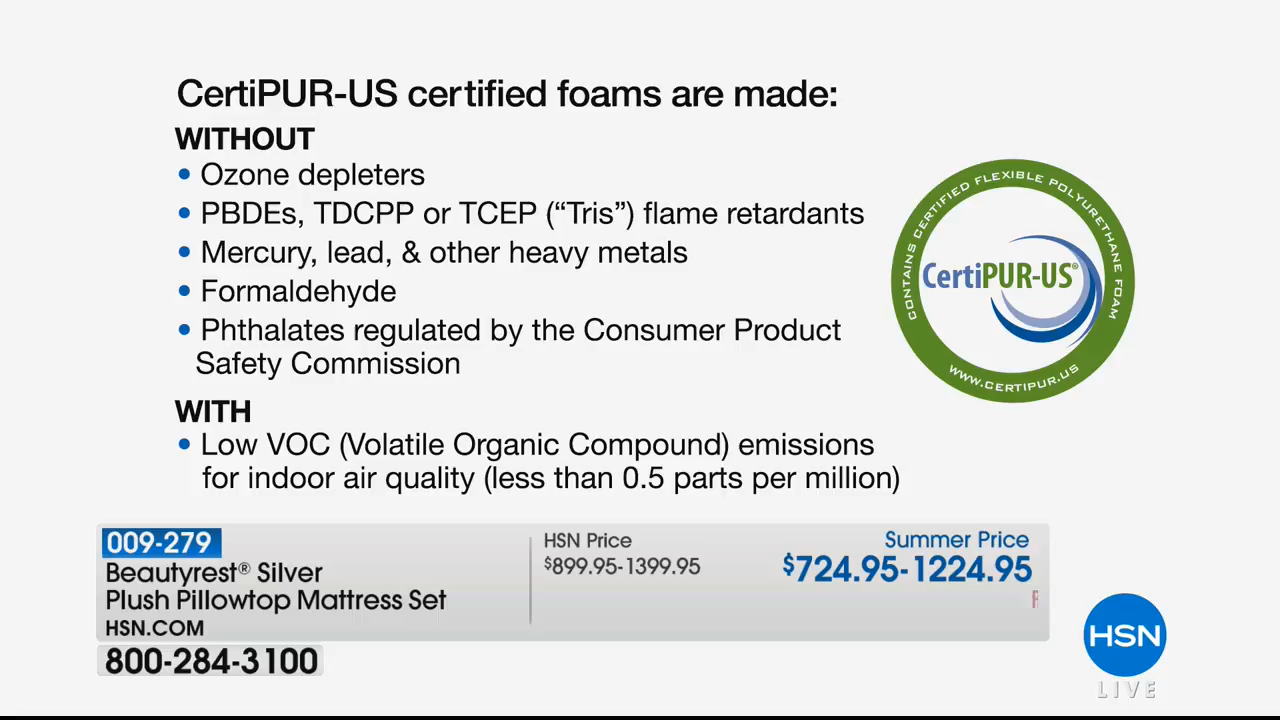 CertiPUR-US certified foams are made:
WITHOUT
• Ozone depleters
• PBDEs, TDCPP or TCEP (“Tris”) flame retardants
• Mercury, lead, & other heavy metals
• Formaldehyde
• Phthalates regulated by the Consumer Product
Safety Commission
WITH
• Low VOC (Volatile Organic Compound) emissions
for indoor air quality (less than 0.5 parts per million)
CONTAINS CERTIFIED FLEXIBLE POLYURETHANE FOAM
CertiPUR-US®
WWW.CERTIPUR.US
009-279
Beautyrest® Silver
Plush Pillowtop Mattress Set
HSN.COM
800-284-3100
HSN Price
$899.95-1399.95
Summer Price
$724.95-1224.95
HSN
LIVE